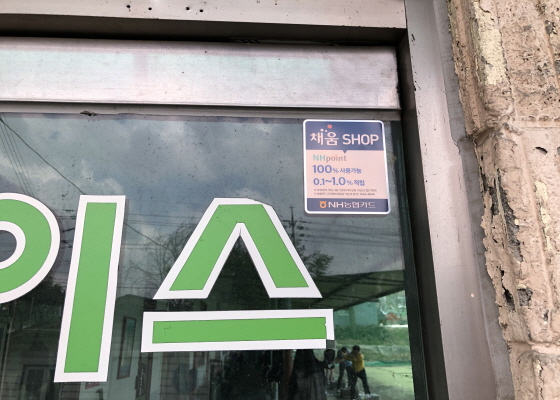 채움 SHOP
NHpoint
100% 사용가능
0.1~1.0% 적립
NH농협카드
이스